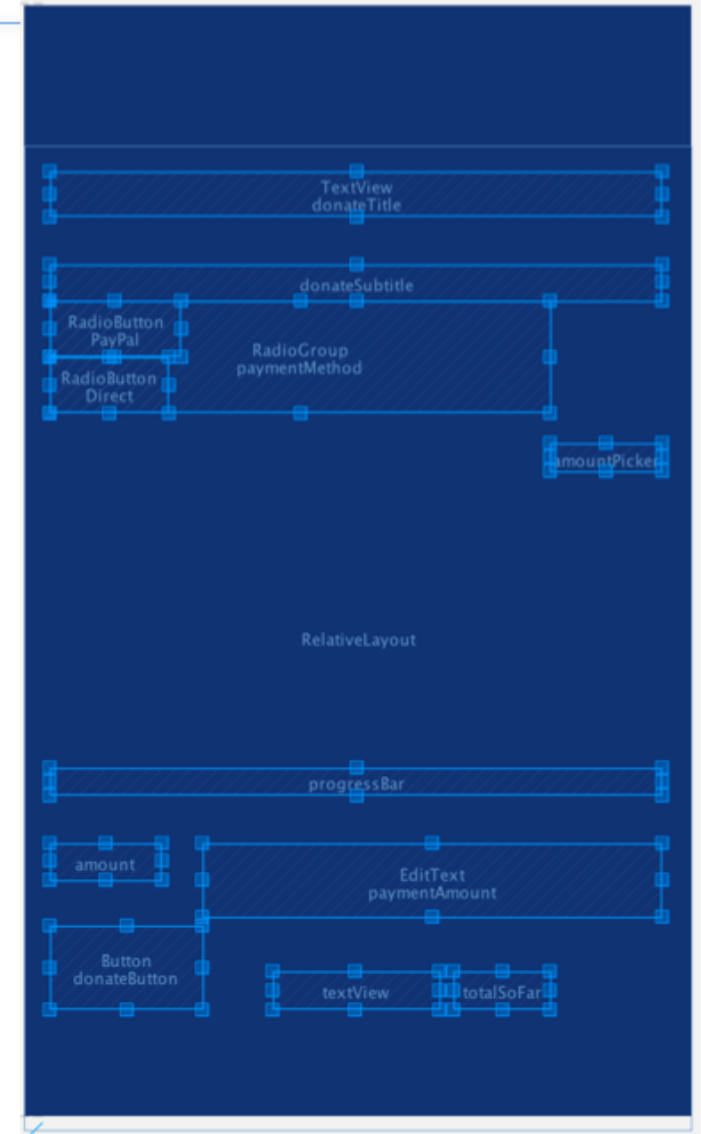 TextView
donateTitle
donateSubtitle
RadioButton
PayPal
RadioGroup
paymentMethod
RadioButton
Direct
amountPicker
RelativeLayout
progressBar
amount
EditText
paymentAmount
Button
donateButton
textView
totalSoFar